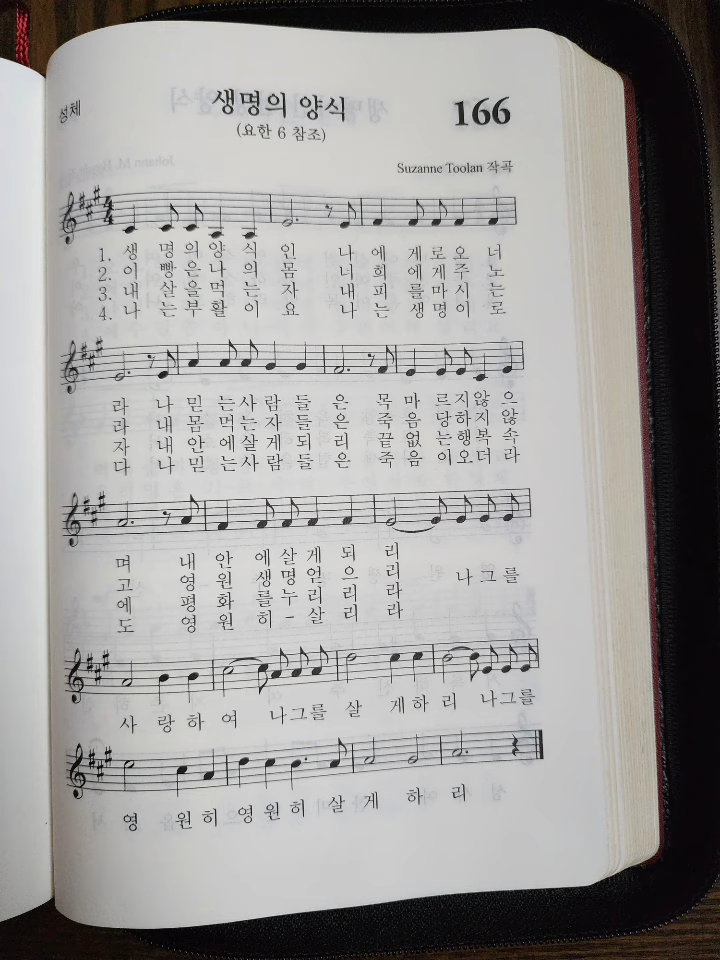 성체
생명의 양식
166
(요한 6 참조)
Suzanne Toolan 작곡
4 4
1. 생 명 의 양 식 인 나 에 게 로 오 너
2. 이 빵 은 나 의 몸 너 희 에 게 주 노
3. 내 살 을 먹 는 자 내 피 를 마 시 는
4. 나 는 부 활 이 요 나 는 생 명 이 로
라 나 믿 는 사 람 들 은 목 마 르 지 않 으
라 내 몸 먹 는 자 들 은 죽 음 당 하 지 않
자 내 안 에 살 게 되 리 끝 없 는 행 복 속
다 나 믿 는 사 람 들 은 죽 음 이 오 더 라
며 내 안 에 살 게 되 리
고 영 원 생 명 얻 으 리 나 그 를
에 평 화 를 누 리 리 라
도 영 원 히 - 살 리 라
사 랑 하 여 나 그 를 살 게 하 리 나 그 를
영 원 히 영 원 히 살 게 하 리